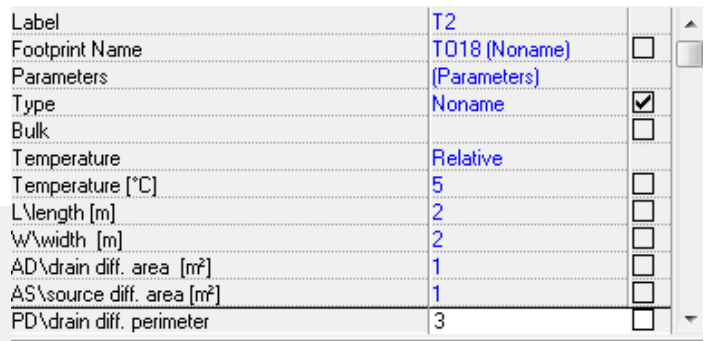 Label T2
Footprint Name TO18 (Noname)
Parameters (Parameters)
Type Noname
Bulk
Temperature Relative
Temperature [°C] 5
L\length [m] 2
W\width [m] 2
AD\drain diff. area [m²] 1
AS\source diff. area [m²] 1
PD\drain diff. perimeter 3